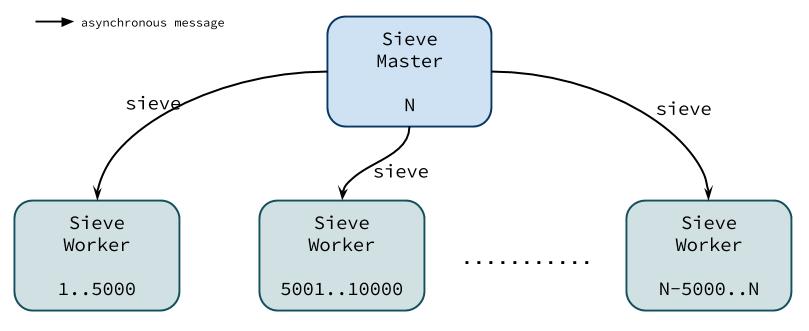 asynchronous message
Sieve
Master
N
sieve
sieve
sieve
Sieve
Worker
1..5000
Sieve
Worker
5001..10000
...........
Sieve
Worker
N-5000..N